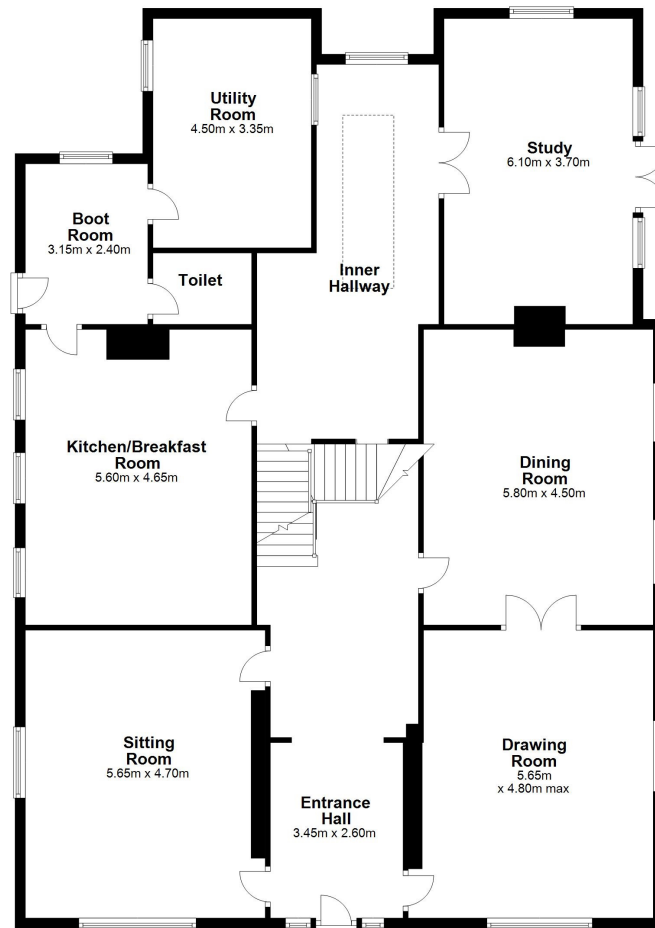 Utility
Room
4.50m x 3.35m
Study
6.10m x 3.70m
Boot
Room
3.15m x 2.40m
Toilet
Inner
Hallway
Kitchen/Breakfast
Room
5.60m x 4.65m
Dining
Room
5.80m x 4.50m
Sitting
Room
5.65m x 4.70m
Drawing
Room
5.65m
x 4.80m max
Entrance
Hall
3.45m x 2.60m